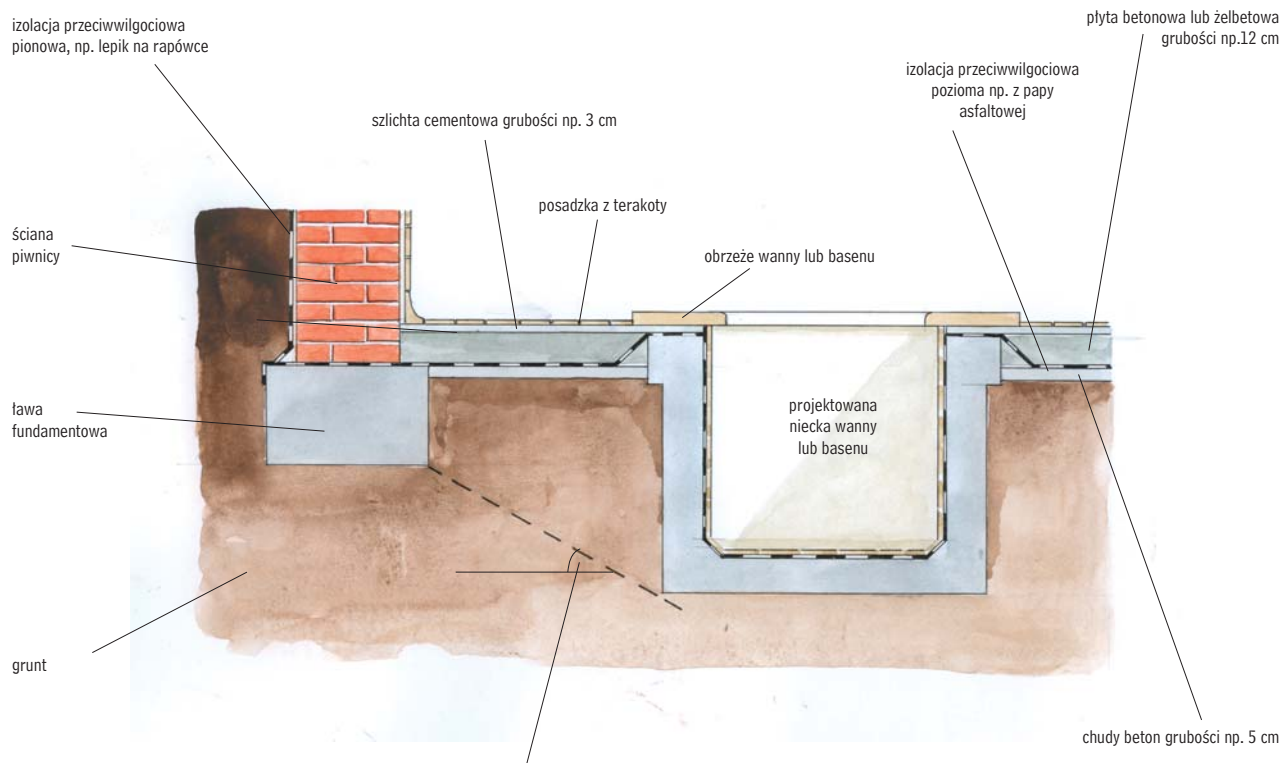 izolacja przeciwwilgociowa
pionowa, np. lepik na rapówce
płyta betonowa lub żelbetowa
grubości np.12 cm
izolacja przeciwwilgociowa
pozioma np. z papy
asfaltowej
szlichta cementowa grubości np. 3 cm
posadzka z terakoty
ściana
piwnicy
obrzeże wanny lub basenu
ława
fundamentowa
projektowana
niecka wanny
lub basenu
grunt
chudy beton grubości np. 5 cm